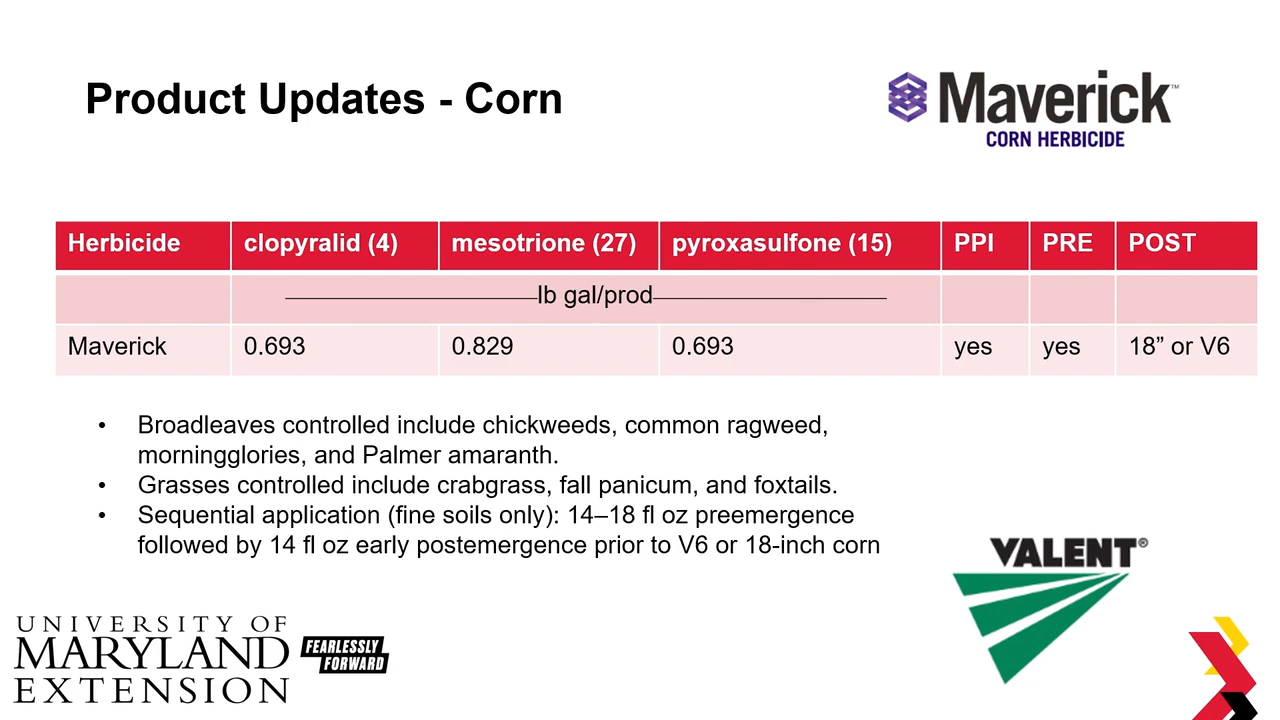 Product Updates - Corn
Maverick™
CORN HERBICIDE
Herbicide clopyralid (4) mesotrione (27) pyroxasulfone (15) PPI PRE POST
lb gal/prod
Maverick 0.693 0.829 0.693 yes yes 18” or V6
• Broadleaves controlled include chickweeds, common ragweed,
morningglories, and Palmer amaranth.
• Grasses controlled include crabgrass, fall panicum, and foxtails.
• Sequential application (fine soils only): 14–18 fl oz preemergence
followed by 14 fl oz early postemergence prior to V6 or 18-inch corn
VALENT®
UNIVERSITY OF
MARYLAND
EXTENSION
FEARLESSLY
FORWARD